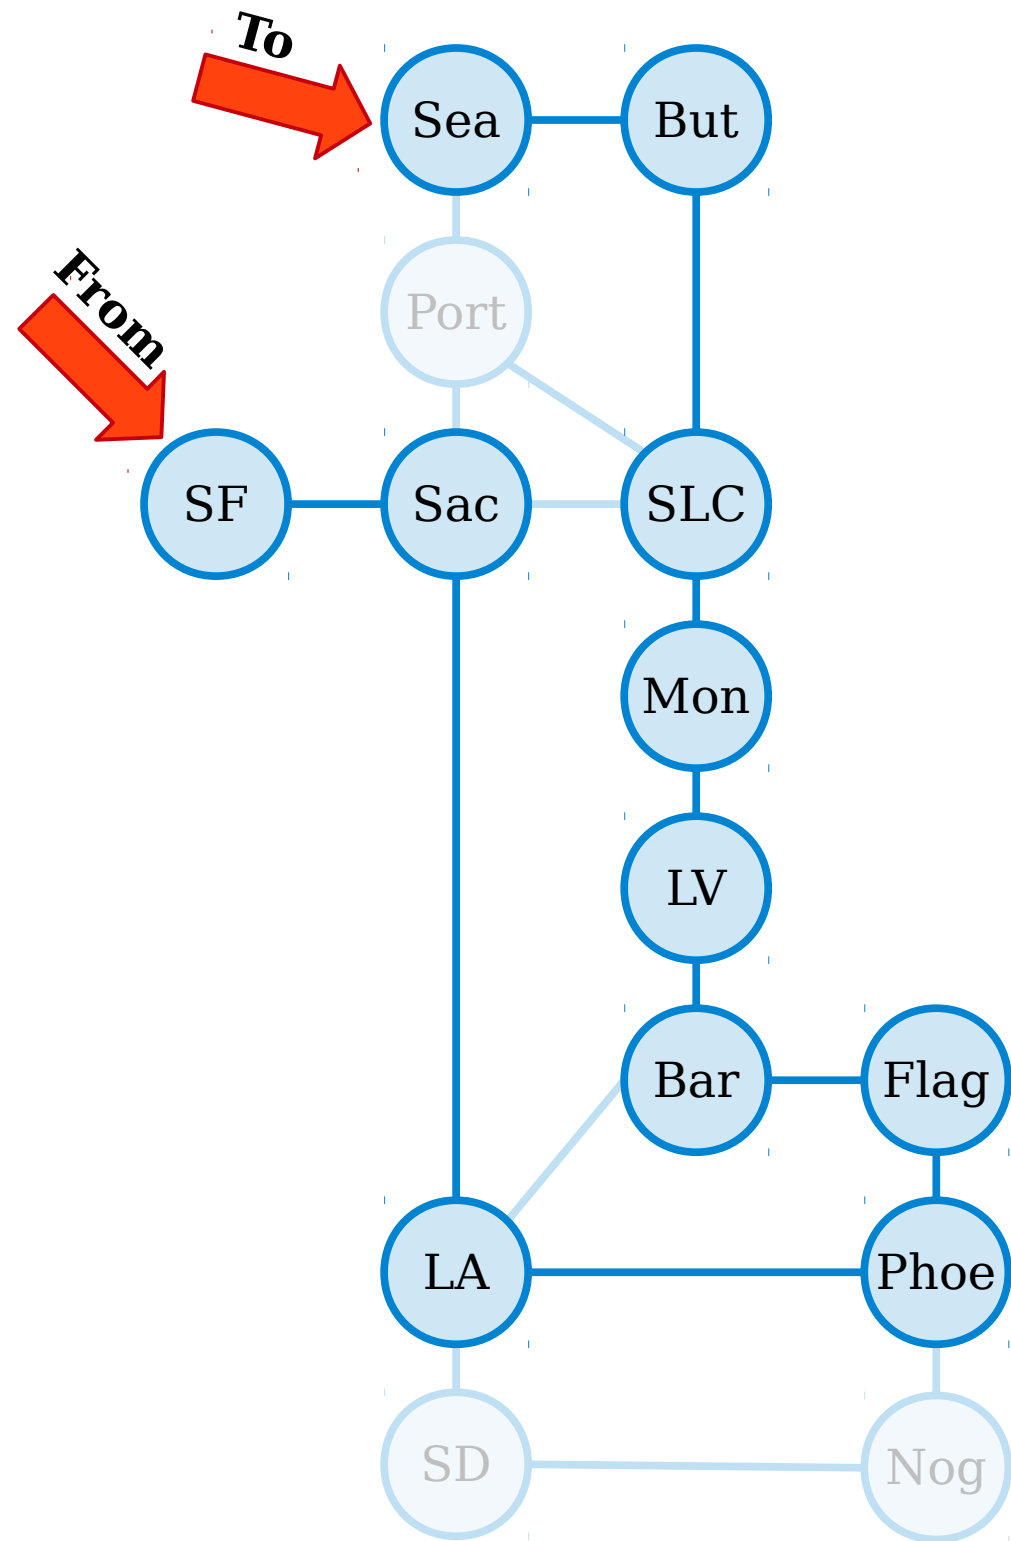 To
Sea
But
From
Port
SF
Sac
SLC
Mon
LV
Bar
Flag
LA
Phoe
SD
Nog